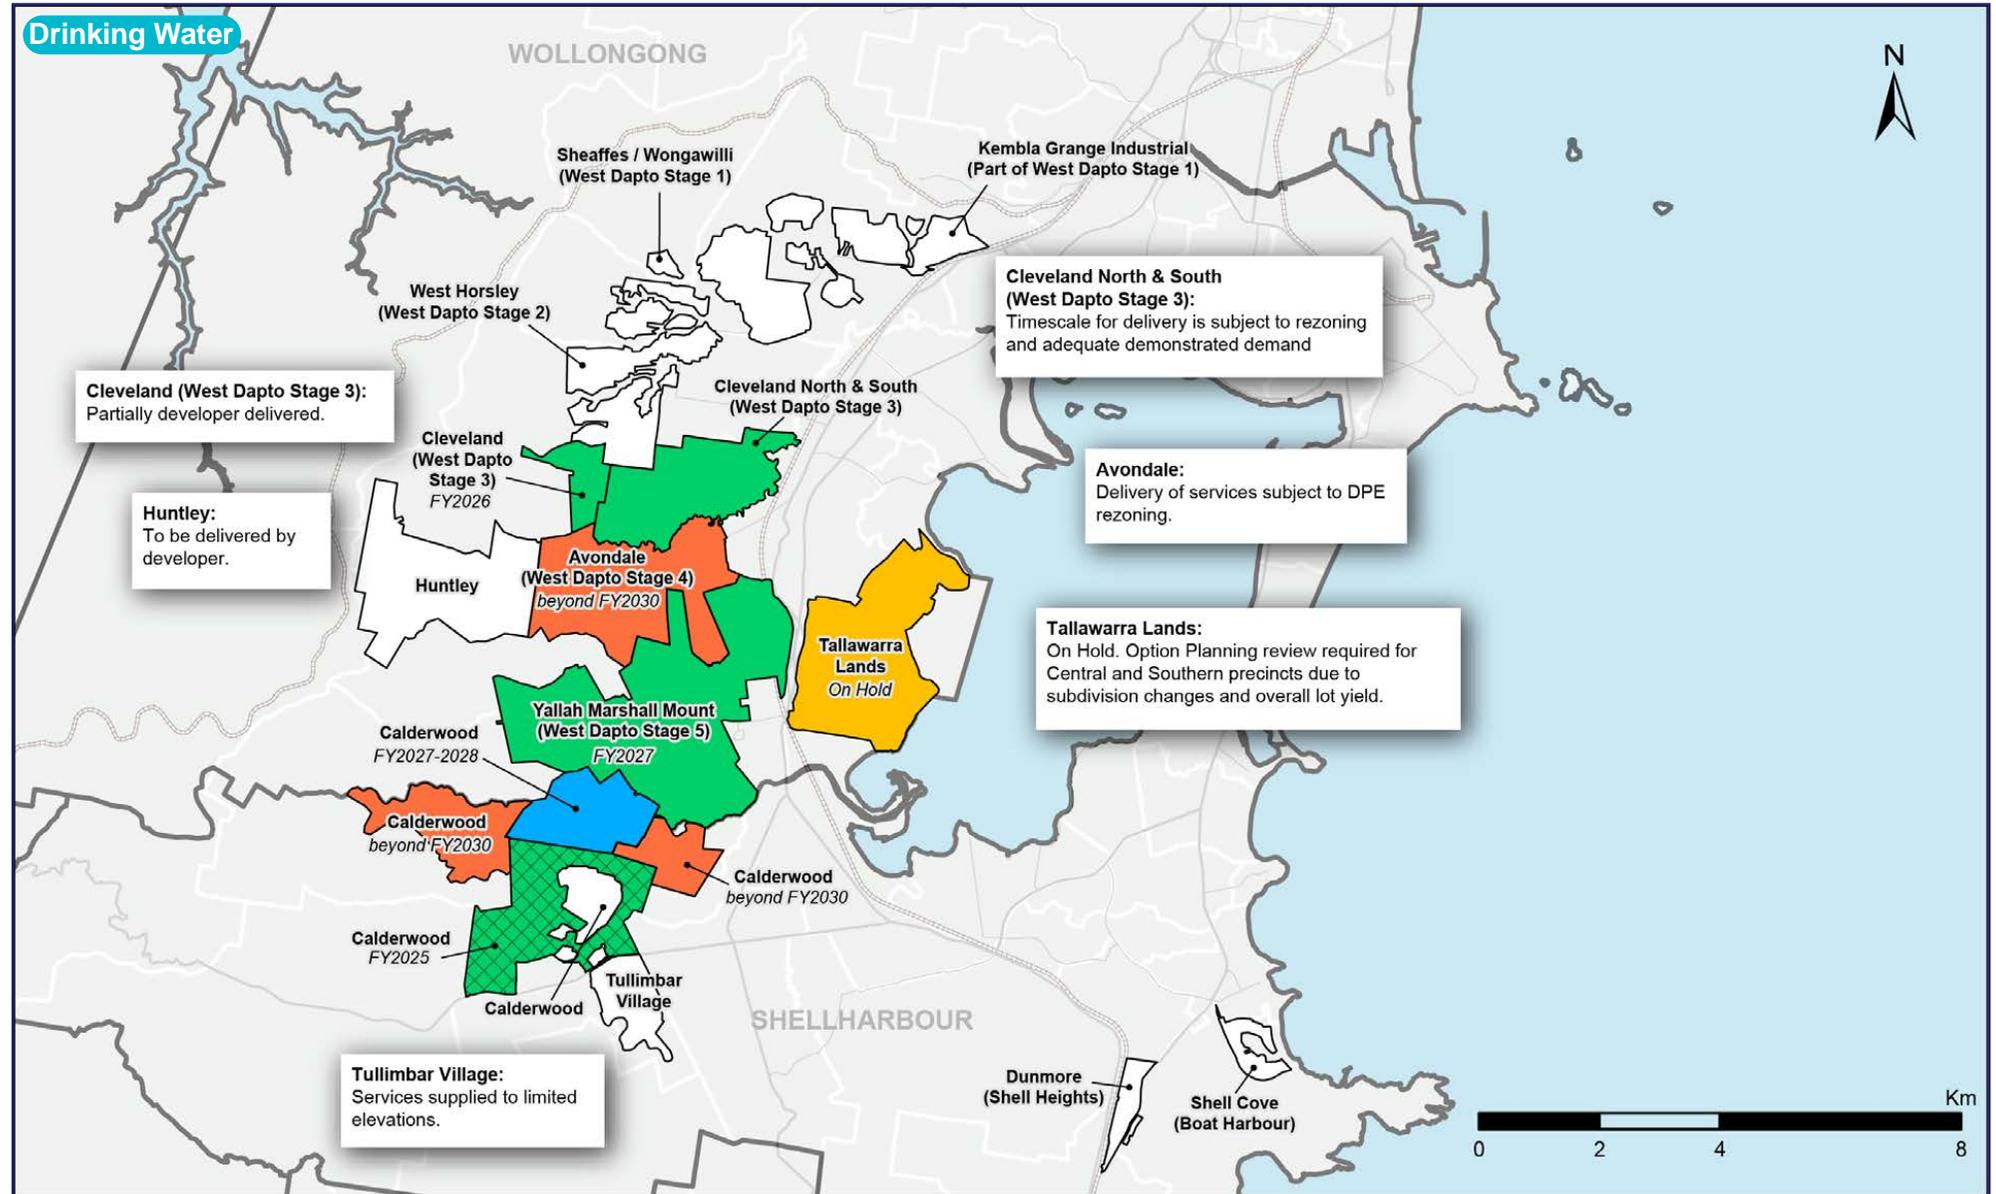 Drinking Water
WOLLONGONG
N
Sheaffes / Wongawilli
(West Dapto Stage 1)
Kembla Grange Industrial
(Part of West Dapto Stage 1)
West Horsley
(West Dapto Stage 2)
Cleveland North & South
(West Dapto Stage 3):
Timescale for delivery is subject to rezoning
and adequate demonstrated demand
Cleveland (West Dapto Stage 3):
Partially developer delivered.
Cleveland North & South
(West Dapto Stage 3)
Cleveland
(West Dapto
Stage 3)
FY2026
Avondale:
Delivery of services subject to DPE
rezoning.
Huntley:
To be delivered by
developer.
Huntley
Avondale
(West Dapto Stage 4)
beyond FY2030
Tallawarra
Lands
On Hold
Tallawarra Lands:
On Hold. Option Planning review required for
Central and Southern precincts due to
subdivision changes and overall lot yield.
Yallah Marshall Mount
(West Dapto Stage 5)
FY2027
Calderwood
FY2027-2028
Calderwood
beyond FY2030
Calderwood
beyond FY2030
Calderwood
FY2025
Calderwood
Tullimbar
Village
SHELLHARBOUR
Tullimbar Village:
Services supplied to limited
elevations.
Dunmore
(Shell Heights)
Shell Cove
(Boat Harbour)
Km
0 2 4 8